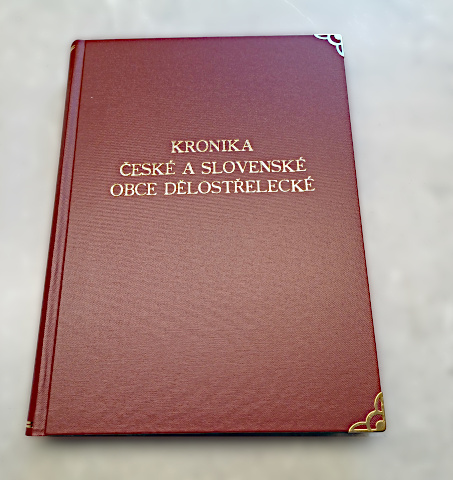 KRONIKA
ČESKÉ A SLOVENSKÉ
OBCE DĚLOSTŘELECKÉ